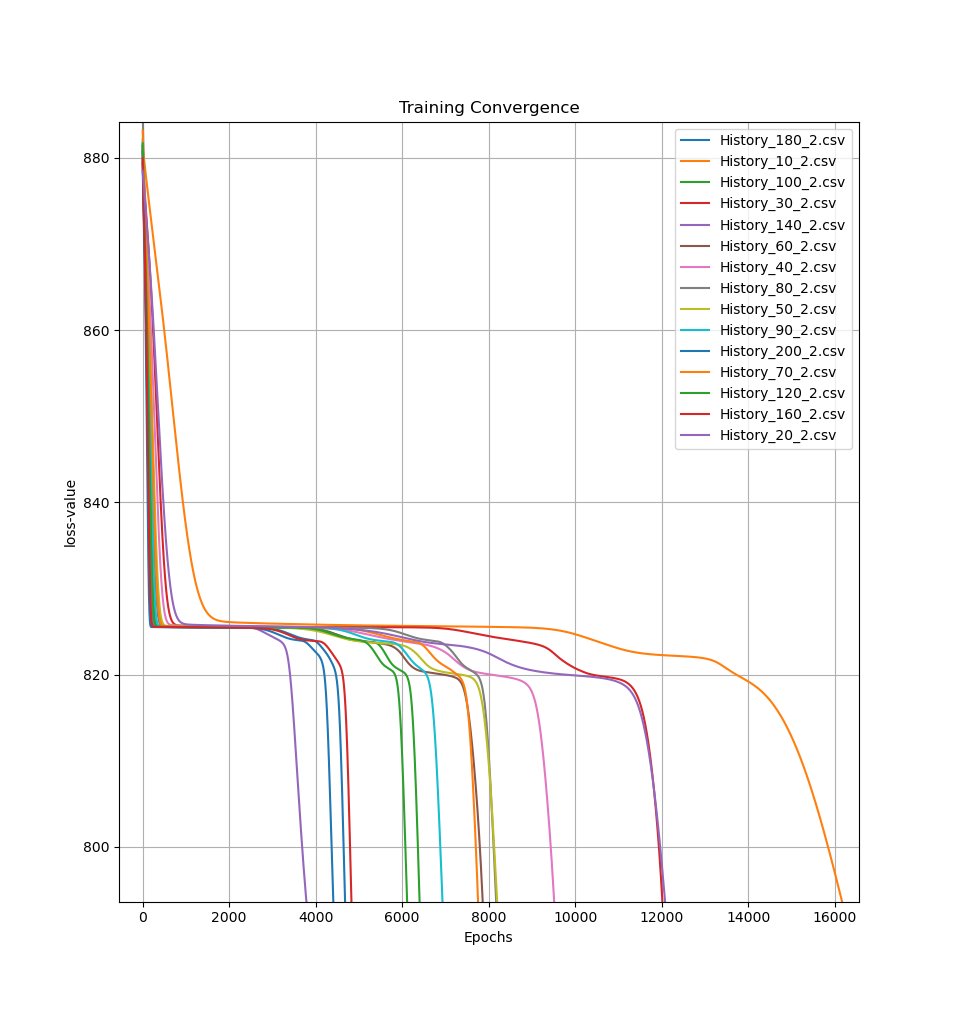 Training Convergence
880
860
840
820
800
loss-value
0 2000 4000 6000 8000 10000 12000 14000 16000
Epochs
History_180_2.csv
History_10_2.csv
History_100_2.csv
History_30_2.csv
History_140_2.csv
History_60_2.csv
History_40_2.csv
History_80_2.csv
History_50_2.csv
History_90_2.csv
History_200_2.csv
History_70_2.csv
History_120_2.csv
History_160_2.csv
History_20_2.csv